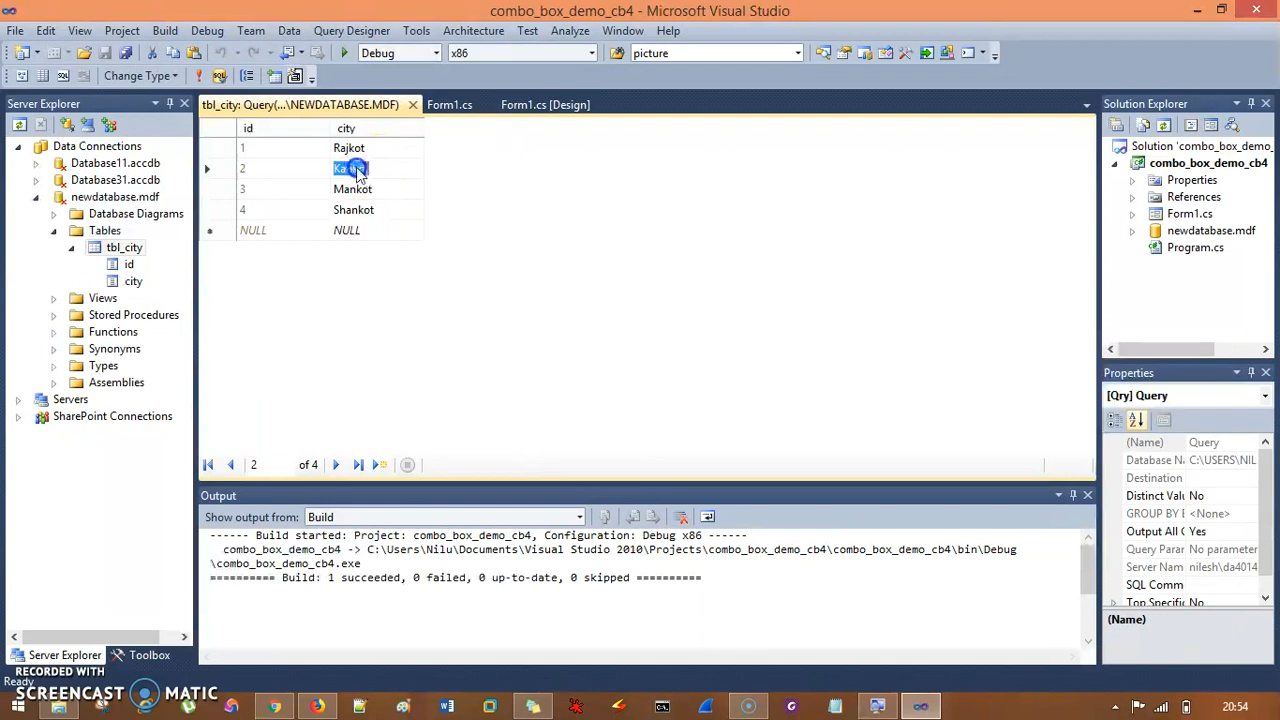 combo_box_demo_cb4 - Microsoft Visual Studio
File Edit View Project Build Debug Team Data Query Designer Tools Architecture Test Analyze Window Help
Debug x86 picture
Change Type
Server Explorer
tbl_city: Query(...\NEWDATABASE.MDF) Form1.cs Form1.cs [Design]
Solution Explorer
Data Connections
Database11.accdb
Database31.accdb
newdatabase.mdf
Database Diagrams
Tables
tbl_city
id
city
Views
Stored Procedures
Functions
Synonyms
Types
Assemblies
Servers
SharePoint Connections
id city
1 Rajkot
2
3 Mankot
4 Shankot
NULL NULL
2 of 4
Solution 'combo_box_demo
combo_box_demo_cb4
Properties
References
Form1.cs
newdatabase.mdf
Program.cs
Properties
[Qry] Query
(Name) Query
Database Na C:\USERS\NIL
Destination
Distinct Valu No
GROUP BY E <None>
Output All C Yes
Query Param No parameter
Server Name nilesh\da4014
SQL Comm
Top Specific No
(Name)
Output
Show output from: Build
------ Build started: Project: combo_box_demo_cb4, Configuration: Debug x86 ------
combo_box_demo_cb4 -> C:\Users\Nilu\Documents\Visual Studio 2010\Projects\combo_box_demo_cb4\combo_box_demo_cb4\bin\Debug
\combo_box_demo_cb4.exe
========== Build: 1 succeeded, 0 failed, 0 up-to-date, 0 skipped ==========
Server Explorer Toolbox
RECORDED WITH
SCREENCAST MATIC
Ready
20:54